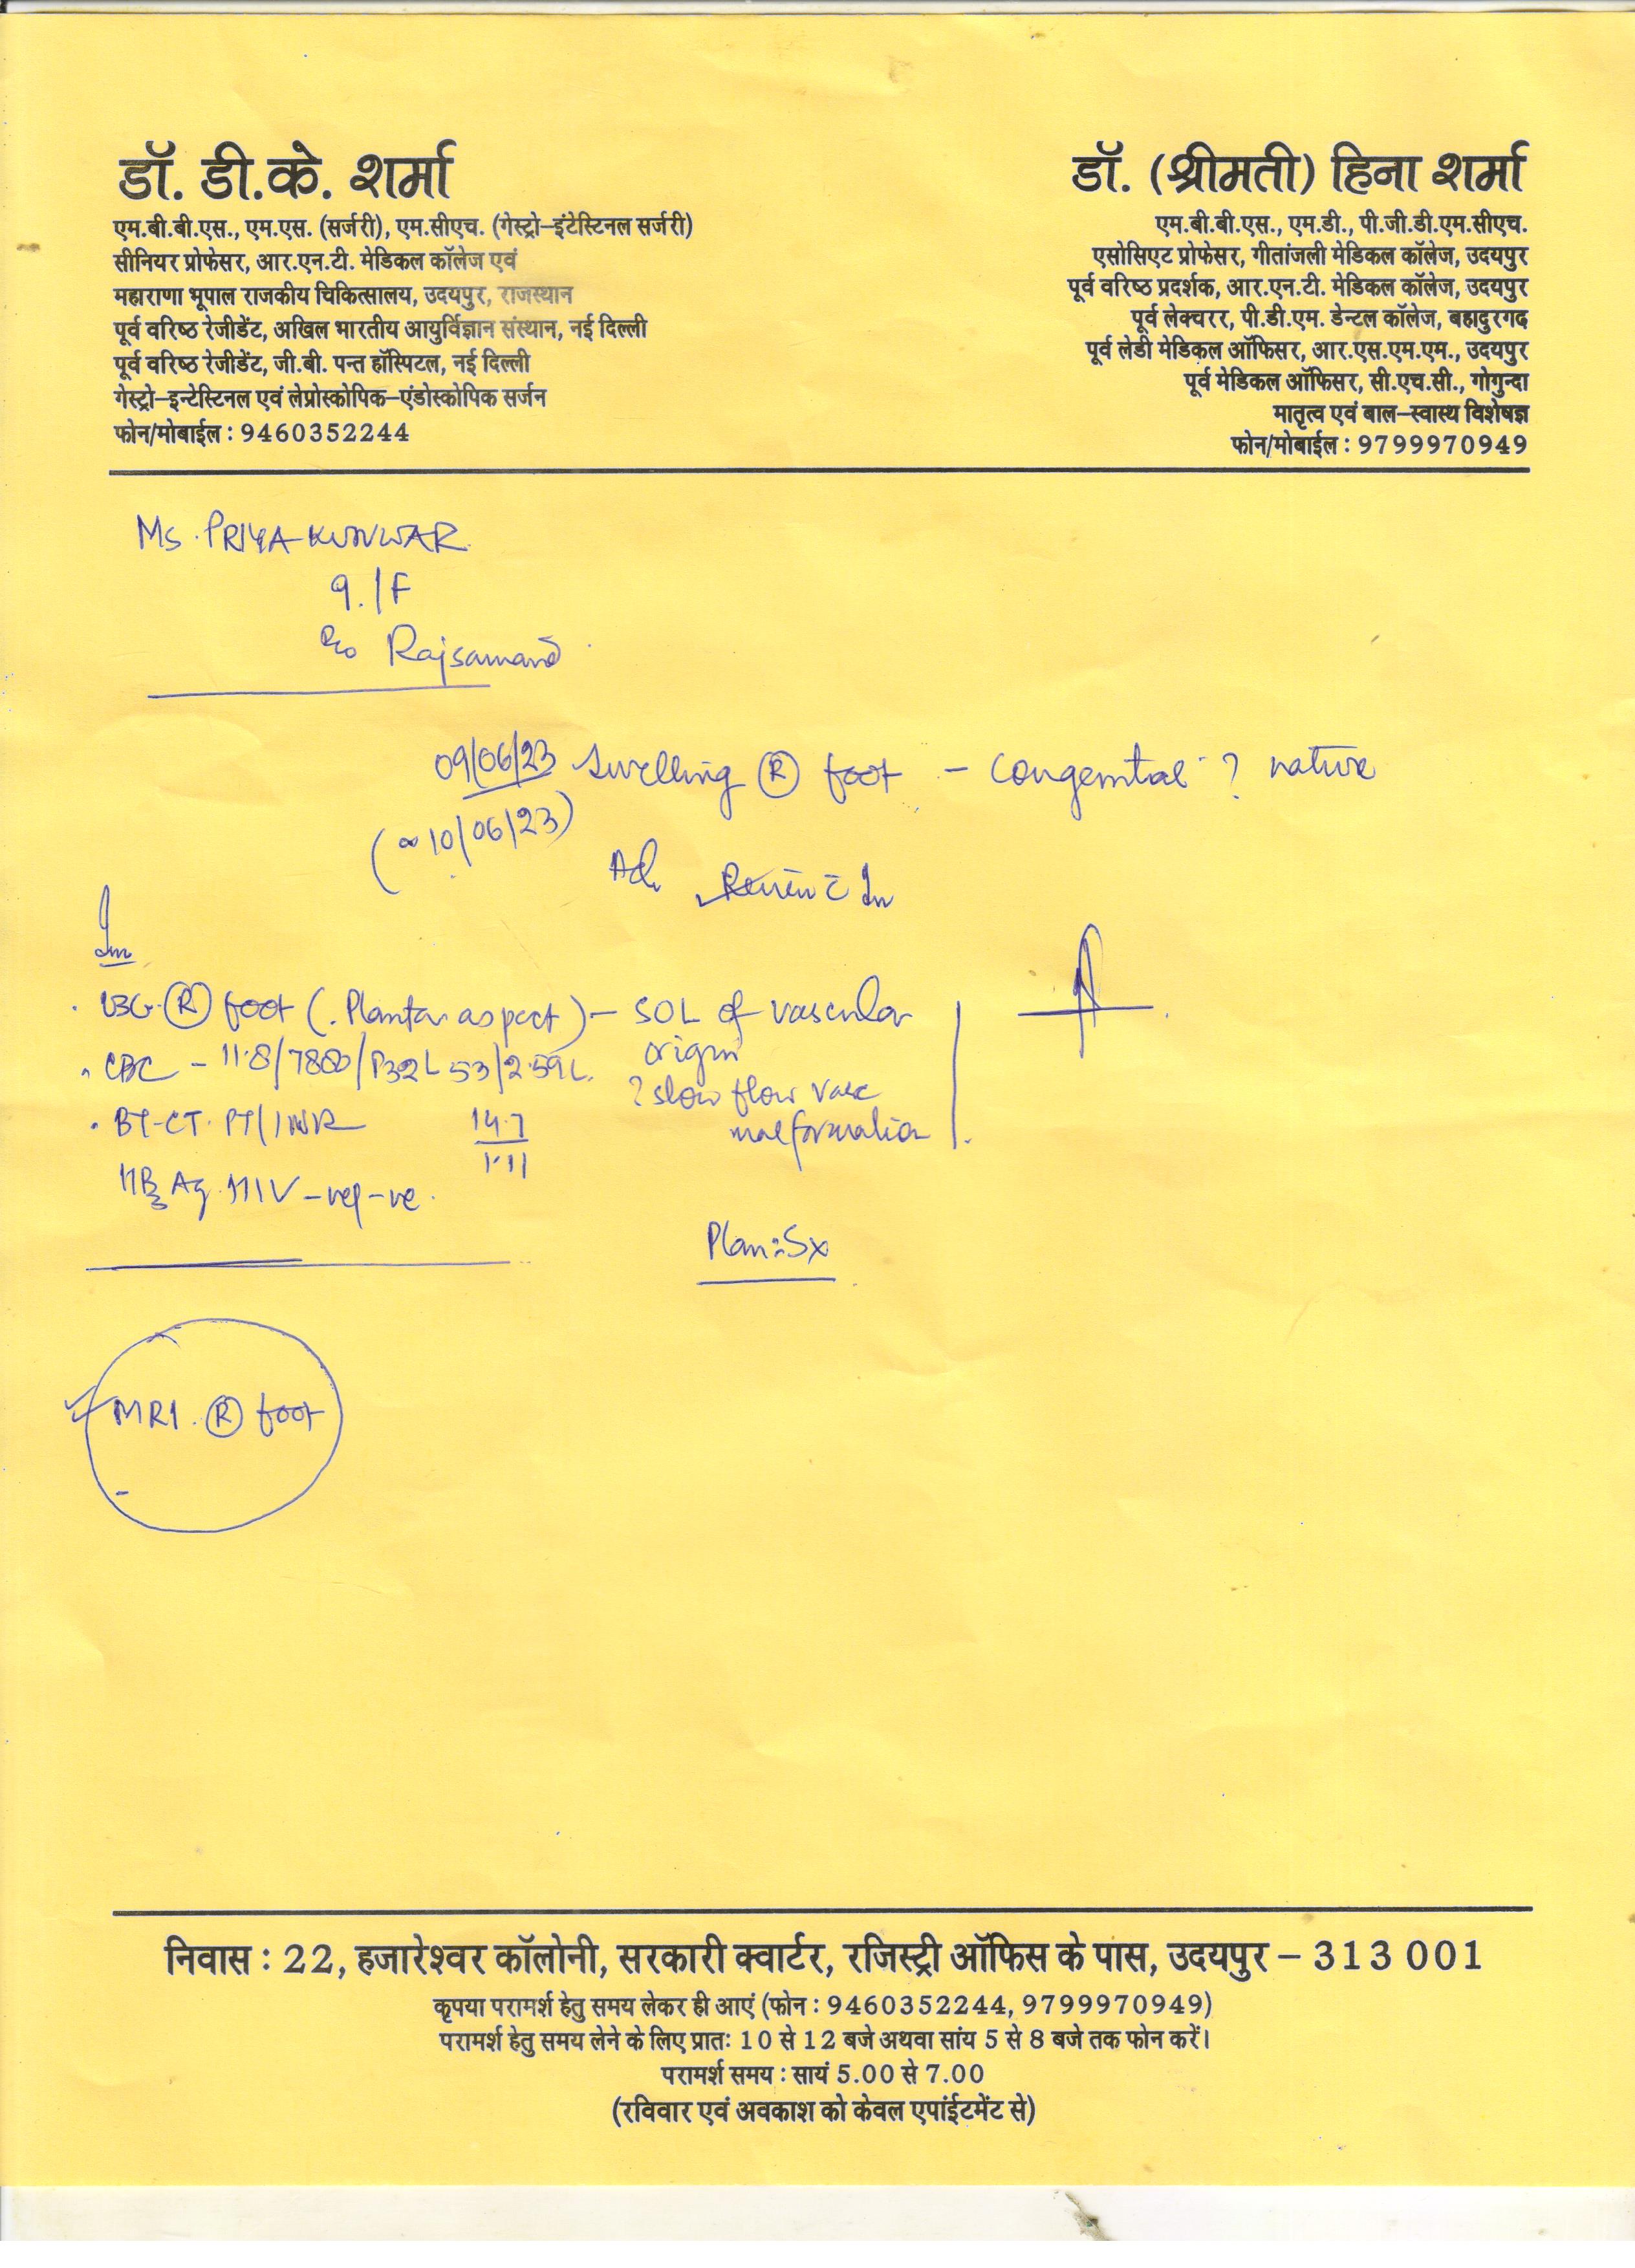 डॉ. डी.के. शर्मा
एम.बी.बी.एस., एम.एस. (सर्जरी), एम.सीएच. (गेस्ट्रो–इंटेस्टिनल सर्जरी)
सीनियर प्रोफेसर, आर.एन.टी. मेडिकल कॉलेज एवं
महाराणा भूपाल राजकीय चिकित्सालय, उदयपुर, राजस्थान
पूर्व वरिष्ठ रेजीडेंट, अखिल भारतीय आयुर्विज्ञान संस्थान, नई दिल्ली
पूर्व वरिष्ठ रेजीडेंट, जी.बी. पन्त हॉस्पिटल, नई दिल्ली
गेस्ट्रो–इन्टेस्टिनल एवं लेप्रोस्कोपिक–एंडोस्कोपिक सर्जन
फोन/मोबाईल : 9460352244
डॉ. (श्रीमती) हिना शर्मा
एम.बी.बी.एस., एम.डी., पी.जी.डी.एम.सीएच.
एसोसिएट प्रोफेसर, गीतांजली मेडिकल कॉलेज, उदयपुर
पूर्व वरिष्ठ प्रदर्शक, आर.एन.टी. मेडिकल कॉलेज, उदयपुर
पूर्व लेक्चरर, पी.डी.एम. डेन्टल कॉलेज, बहादुरगढ
पूर्व लेडी मेडिकल ऑफिसर, आर.एस.एम.एम., उदयपुर
पूर्व मेडिकल ऑफिसर, सी.एच.सी., गोगुन्दा
मातृत्व एवं बाल–स्वास्थ विशेषज्ञ
फोन/मोबाईल : 9799970949
Ms. PRIYA KUNWAR
9./F
R/o Rajsamand
09/06/23 Swelling Ⓡ foot – congenital ? nature
10/06/23)
Adv Review c̄ Inv
Inv
. USG. Ⓡ foot (Plantar aspect) – SOL of vascular
origin
. CBC – 11.8/7880/P32L53/2.59L.
? slow flow vasc
malformation
. BT-CT. PT/INR 14.7
1.11
HBsAg. HIV –ve/–ve.
Plan: Sx
MRI. Ⓡ foot
निवास : 22, हजारेश्वर कॉलोनी, सरकारी क्वार्टर, रजिस्ट्री ऑफिस के पास, उदयपुर – 313 001
कृपया परामर्श हेतु समय लेकर ही आएं (फोन : 9460352244, 9799970949)
परामर्श हेतु समय लेने के लिए प्रातः 10 से 12 बजे अथवा सांय 5 से 8 बजे तक फोन करें।
परामर्श समय : सायं 5.00 से 7.00
(रविवार एवं अवकाश को केवल एपांईटमेंट से)